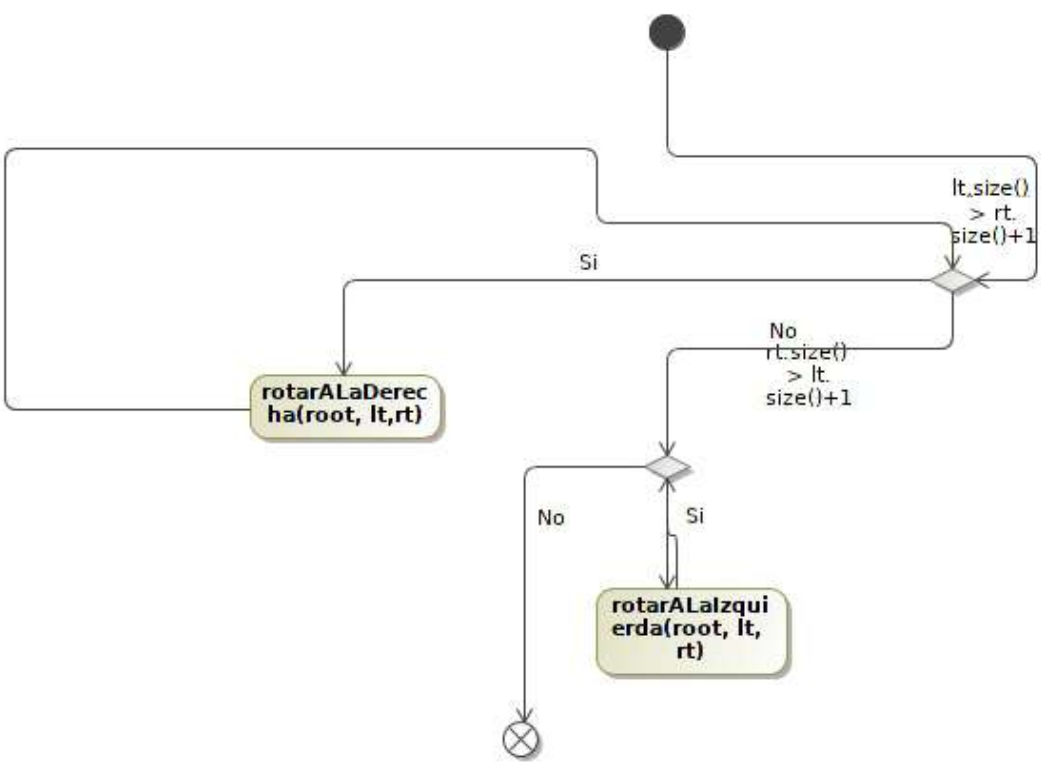 lt.size()
> rt.
size()+1
Si
No
rt.size()
> lt.
size()+1
rotarALaDerec
ha(root, lt,rt)
No
Si
rotarALaIzqui
erda(root, lt,
rt)